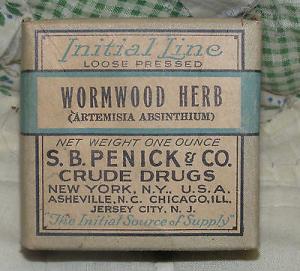 Initial Line
LOOSE PRESSED
WORMWOOD HERB
(ARTEMISIA ABSINTHIUM)
NET WEIGHT ONE OUNCE
S. B. PENICK & CO.
CRUDE DRUGS
NEW YORK, N.Y., U.S.A.
ASHEVILLE, N.C. CHICAGO, ILL.
JERSEY CITY, N. J.
"The Initial Source of Supply"